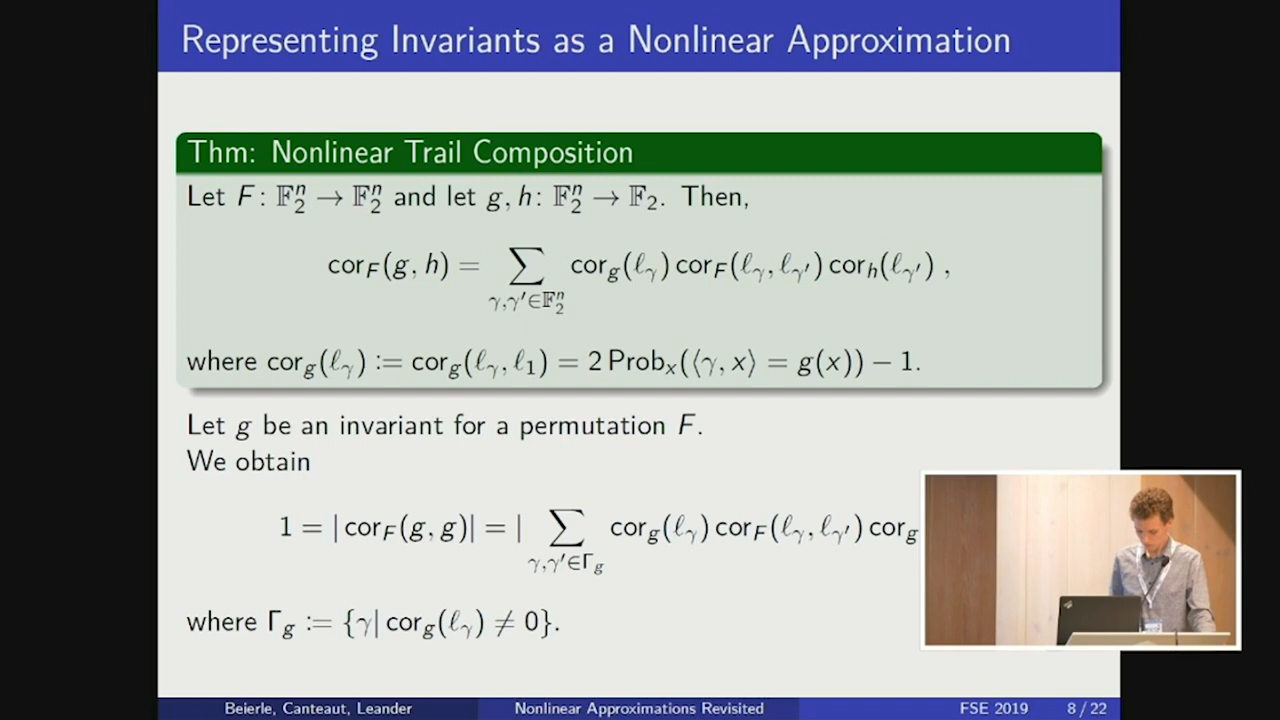 Representing Invariants as a Nonlinear Approximation
Thm: Nonlinear Trail Composition
Let F: 𝔽₂ⁿ → 𝔽₂ⁿ and let g, h: 𝔽₂ⁿ → 𝔽₂. Then,
cor_F(g, h) = ∑_{γ,γ′∈𝔽₂ⁿ} cor_g(ℓ_γ) cor_F(ℓ_γ, ℓ_γ′) cor_h(ℓ_γ′) ,
where cor_g(ℓ_γ) := cor_g(ℓ_γ, ℓ₁) = 2 Prob_x(⟨γ, x⟩ = g(x)) − 1.
Let g be an invariant for a permutation F.
We obtain
1 = | cor_F(g, g)| = | ∑_{γ,γ′∈Γ_g} cor_g(ℓ_γ) cor_F(ℓ_γ, ℓ_γ′) cor_g
where Γ_g := {γ| cor_g(ℓ_γ) ≠ 0}.
Beierle, Canteaut, Leander Nonlinear Approximations Revisited FSE 2019 8 / 22